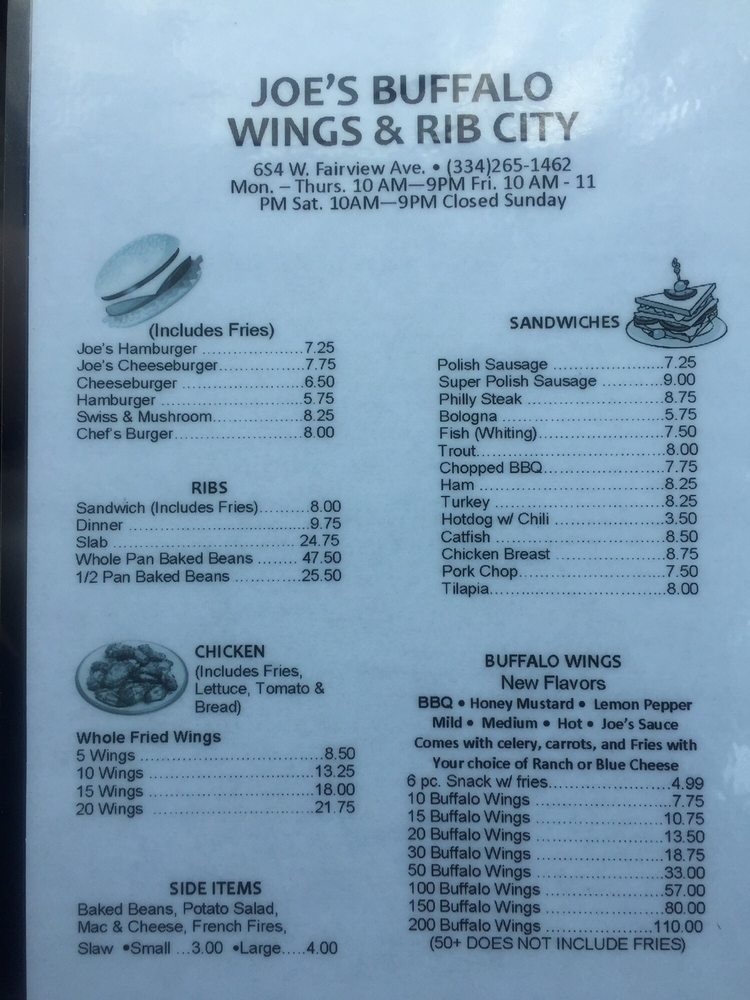 JOE'S BUFFALO
WINGS & RIB CITY
6S4 W. Fairview Ave. • (334)265-1462
Mon. – Thurs. 10 AM—9PM Fri. 10 AM - 11
PM Sat. 10AM—9PM Closed Sunday
(Includes Fries)
Joe's Hamburger ..................7.25
Joe's Cheeseburger...............7.75
Cheeseburger ......................6.50
Hamburger ..........................5.75
Swiss & Mushroom................8.25
Chef's Burger.......................8.00
RIBS
Sandwich (Includes Fries)..........8.00
Dinner ................................9.75
Slab ..................................24.75
Whole Pan Baked Beans ........ 47.50
1/2 Pan Baked Beans .............25.50
CHICKEN
(Includes Fries,
Lettuce, Tomato &
Bread)
Whole Fried Wings
5 Wings ................................8.50
10 Wings .............................13.25
15 Wings .............................18.00
20 Wings .............................21.75
SIDE ITEMS
Baked Beans, Potato Salad,
Mac & Cheese, French Fires,
Slaw •Small ...3.00 •Large.....4.00
SANDWICHES
Polish Sausage ....................7.25
Super Polish Sausage ...........9.00
Philly Steak .........................8.75
Bologna ..............................5.75
Fish (Whiting)......................7.50
Trout..................................8.00
Chopped BBQ.....................7.75
Ham ..................................8.25
Turkey ...............................8.25
Hotdog w/ Chili ...................3.50
Catfish ...............................8.50
Chicken Breast ....................8.75
Pork Chop..........................7.50
Tilapia................................8.00
BUFFALO WINGS
New Flavors
BBQ • Honey Mustard • Lemon Pepper
Mild • Medium • Hot • Joe's Sauce
Comes with celery, carrots, and Fries with
Your choice of Ranch or Blue Cheese
6 pc. Snack w/ fries.....................4.99
10 Buffalo Wings .......................7.75
15 Buffalo Wings .......................10.75
20 Buffalo Wings .......................13.50
30 Buffalo Wings .......................18.75
50 Buffalo Wings .......................33.00
100 Buffalo Wings .....................57.00
150 Buffalo Wings .....................80.00
200 Buffalo Wings ....................110.00
(50+ DOES NOT INCLUDE FRIES)